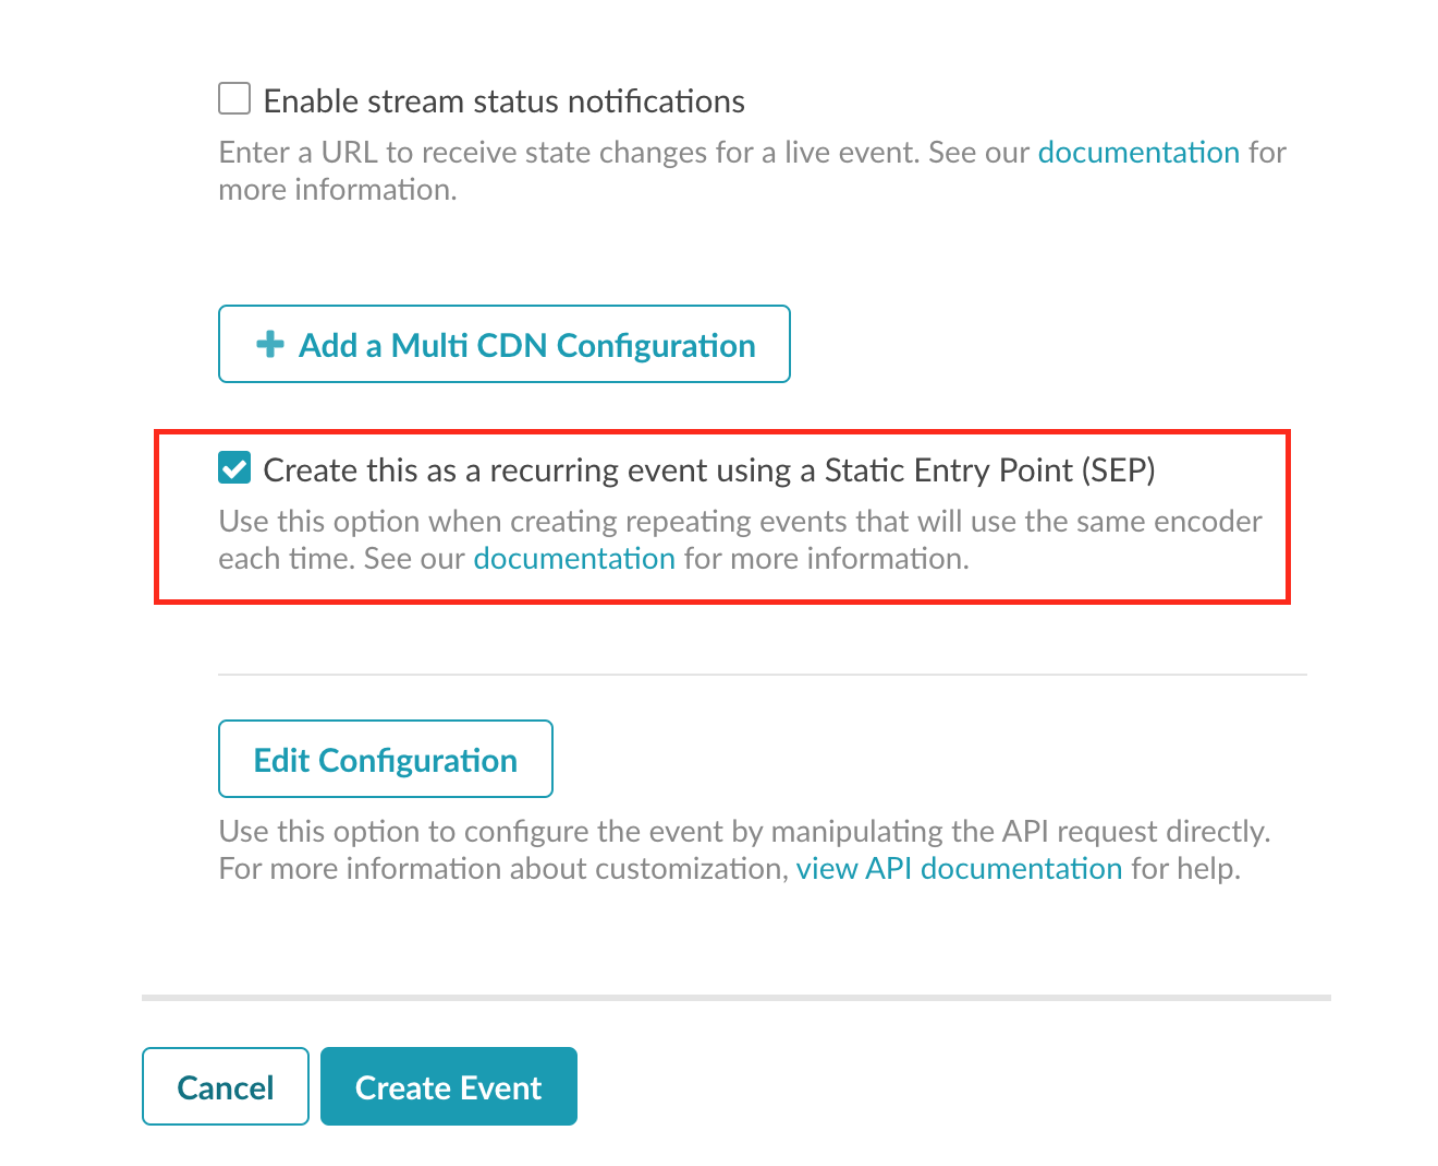 Enable stream status notifications
Enter a URL to receive state changes for a live event. See our documentation for
more information.
Add a Multi CDN Configuration
Create this as a recurring event using a Static Entry Point (SEP)
Use this option when creating repeating events that will use the same encoder
each time. See our documentation for more information.
Edit Configuration
Use this option to configure the event by manipulating the API request directly.
For more information about customization, view API documentation for help.
Cancel
Create Event